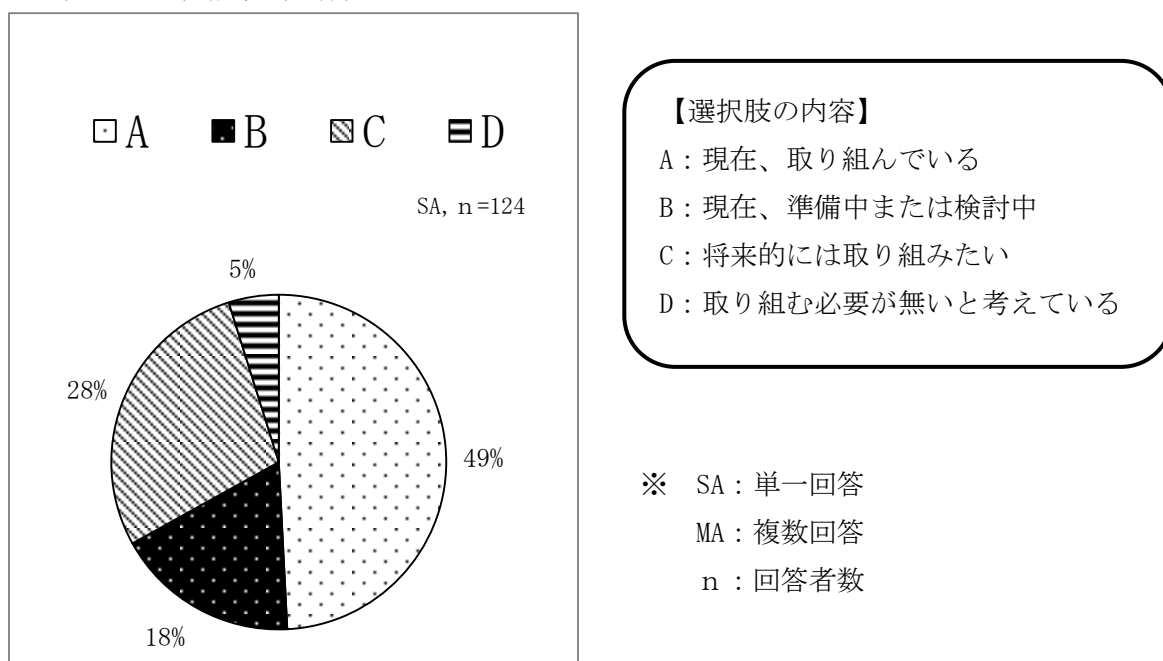 A B C D
SA, n=124
5%
28%
49%
18%
【選択肢の内容】
A：現在、取り組んでいる
B：現在、準備中または検討中
C：将来的には取り組みたい
D：取り組む必要が無いと考えている
※ SA：単一回答
MA：複数回答
n：回答者数